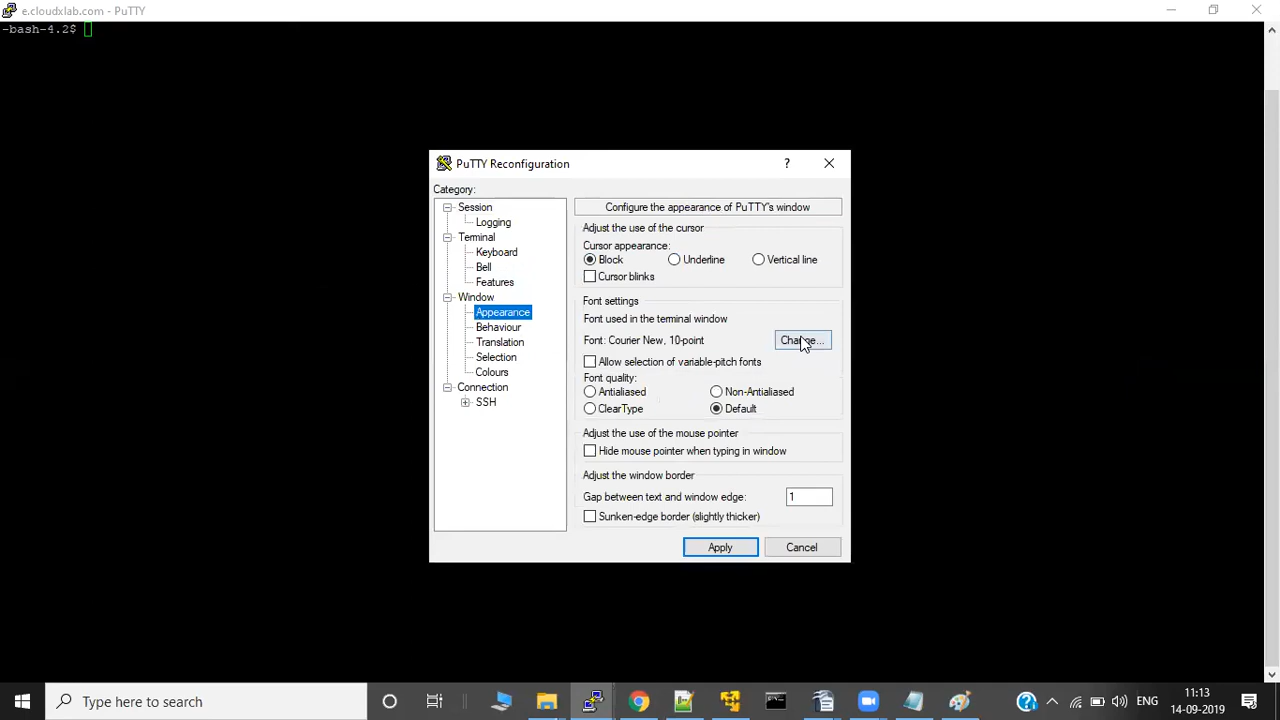 e.cloudxlab.com - PuTTY
-bash-4.2$
PuTTY Reconfiguration
?
Category:
Session
Logging
Terminal
Keyboard
Bell
Features
Window
Appearance
Behaviour
Translation
Selection
Colours
Connection
SSH
Configure the appearance of PuTTY's window
Adjust the use of the cursor
Cursor appearance:
Block Underline Vertical line
Cursor blinks
Font settings
Font used in the terminal window
Font: Courier New, 10-point Change...
Allow selection of variable-pitch fonts
Font quality:
Antialiased Non-Antialiased
ClearType Default
Adjust the use of the mouse pointer
Hide mouse pointer when typing in window
Adjust the window border
Gap between text and window edge: 1
Sunken-edge border (slightly thicker)
Apply Cancel
Type here to search
ENG
11:13
14-09-2019